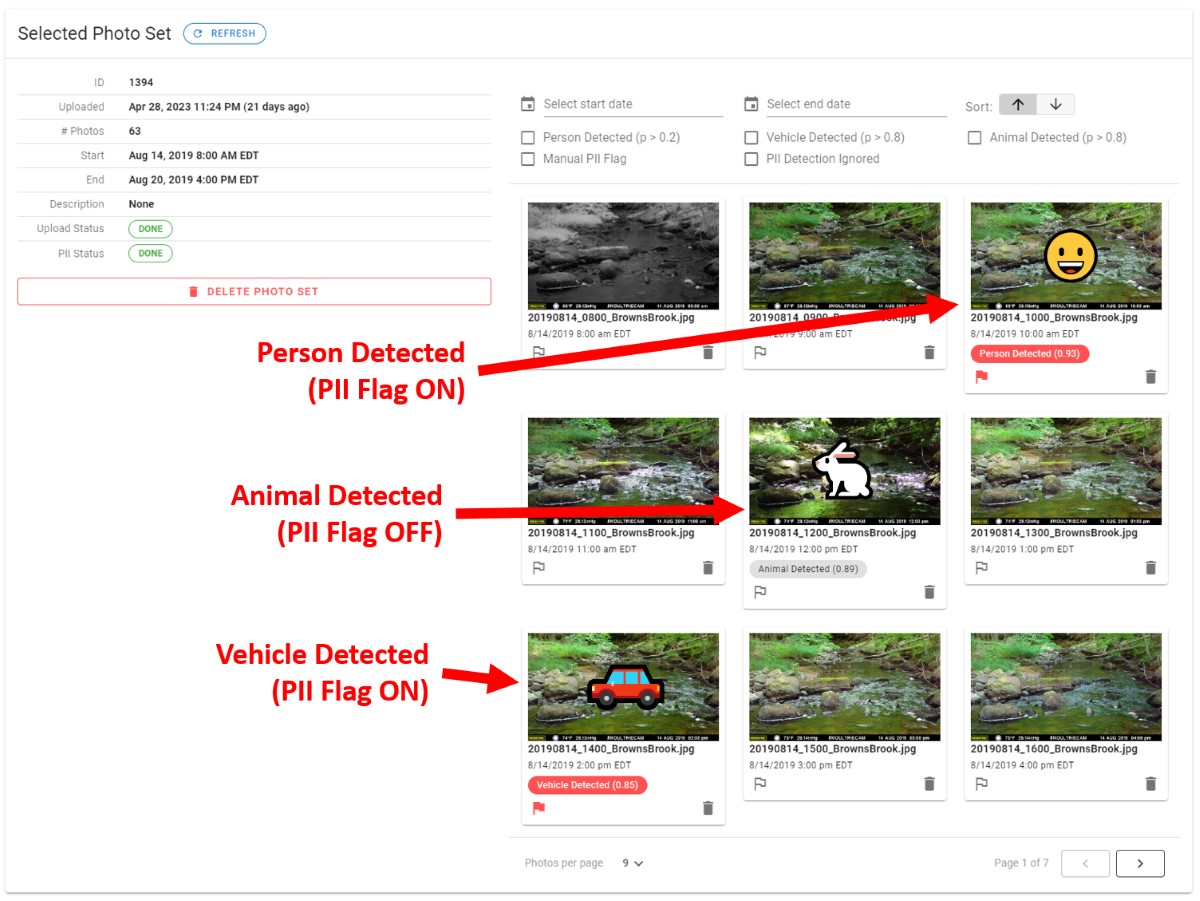 Selected Photo Set REFRESH
ID 1394
Uploaded Apr 28, 2023 11:24 PM (21 days ago)
# Photos 63
Start Aug 14, 2019 8:00 AM EDT
End Aug 20, 2019 4:00 PM EDT
Description None
Upload Status DONE
PII Status DONE
DELETE PHOTO SET
Select start date Select end date Sort:
Person Detected (p > 0.2) Vehicle Detected (p > 0.8) Animal Detected (p > 0.8)
Manual PII Flag PII Detection Ignored
20190814_0800_BrownsBrook.jpg
8/14/2019 8:00 am EDT
20190814_0900_BrownsBrook.jpg
8/14/2019 9:00 am EDT
20190814_1000_BrownsBrook.jpg
8/14/2019 10:00 am EDT
Person Detected (0.93)
Person Detected
(PII Flag ON)
20190814_1100_BrownsBrook.jpg
8/14/2019 11:00 am EDT
20190814_1200_BrownsBrook.jpg
8/14/2019 12:00 pm EDT
Animal Detected (0.89)
20190814_1300_BrownsBrook.jpg
8/14/2019 1:00 pm EDT
Animal Detected
(PII Flag OFF)
Vehicle Detected
(PII Flag ON)
20190814_1400_BrownsBrook.jpg
8/14/2019 2:00 pm EDT
Vehicle Detected (0.85)
20190814_1500_BrownsBrook.jpg
8/14/2019 3:00 pm EDT
20190814_1600_BrownsBrook.jpg
8/14/2019 4:00 pm EDT
Photos per page 9 Page 1 of 7